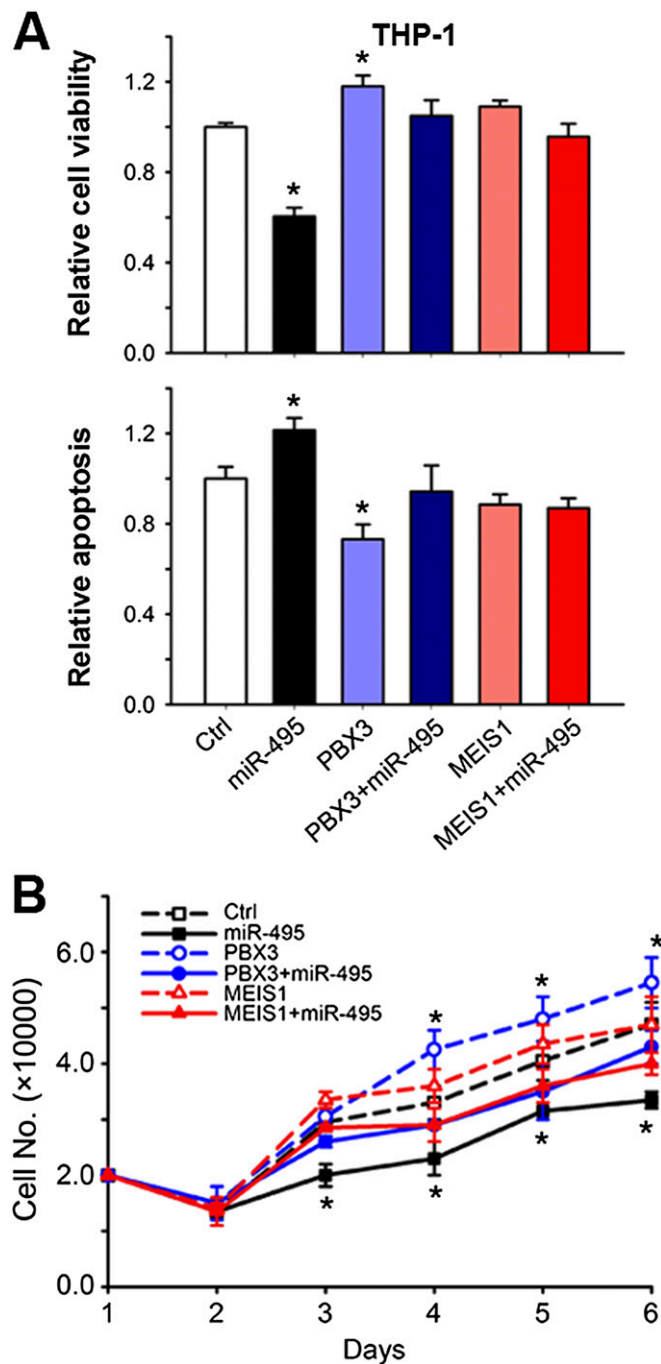 A
THP-1
Relative cell viability
1.2
0.8
0.4
0.0
*
*
Relative apoptosis
1.2
0.8
0.4
0.0
*
*
Ctrl
miR-495
PBX3
PBX3+miR-495
MEIS1
MEIS1+miR-495
B
Ctrl
miR-495
PBX3
PBX3+miR-495
MEIS1
MEIS1+miR-495
Cell No. (×10000)
6.0
4.0
2.0
0.0
* * *
* * * *
1 2 3 4 5 6
Days